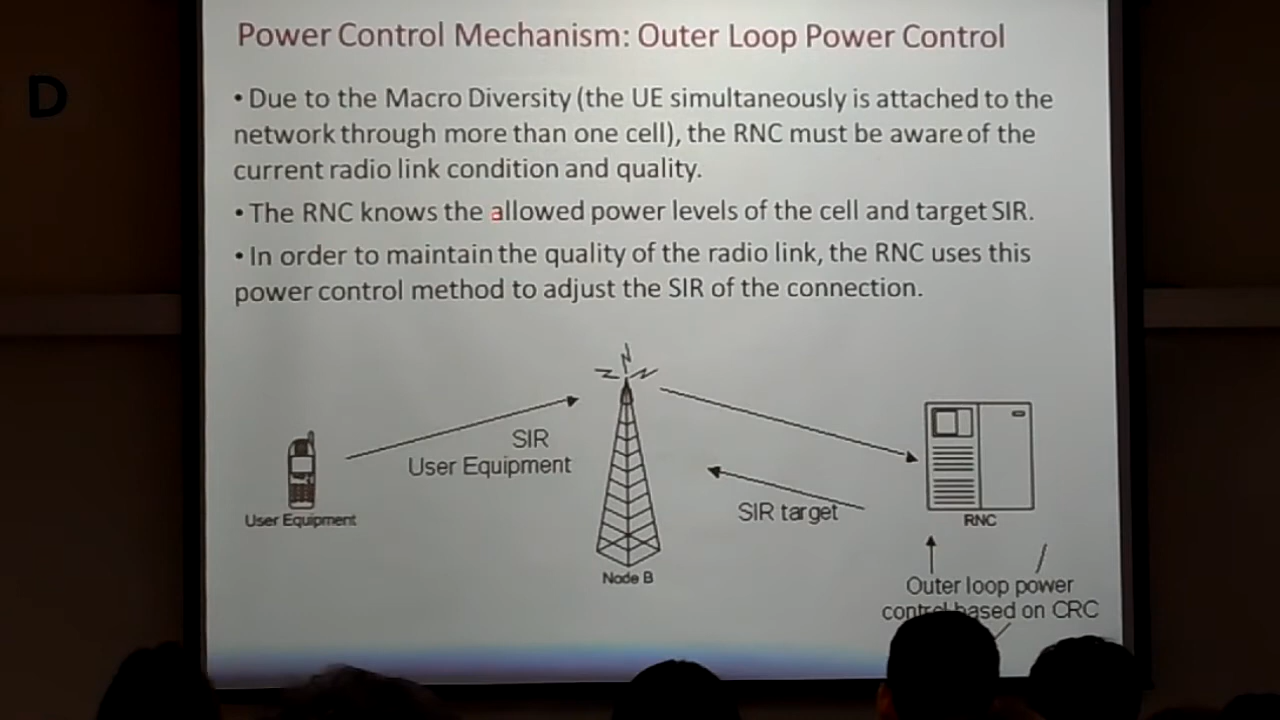 D
Power Control Mechanism: Outer Loop Power Control
• Due to the Macro Diversity (the UE simultaneously is attached to the
network through more than one cell), the RNC must be aware of the
current radio link condition and quality.
• The RNC knows the allowed power levels of the cell and target SIR.
• In order to maintain the quality of the radio link, the RNC uses this
power control method to adjust the SIR of the connection.
SIR
User Equipment
User Equipment
SIR target
RNC
Node B
Outer loop power
control based on CRC